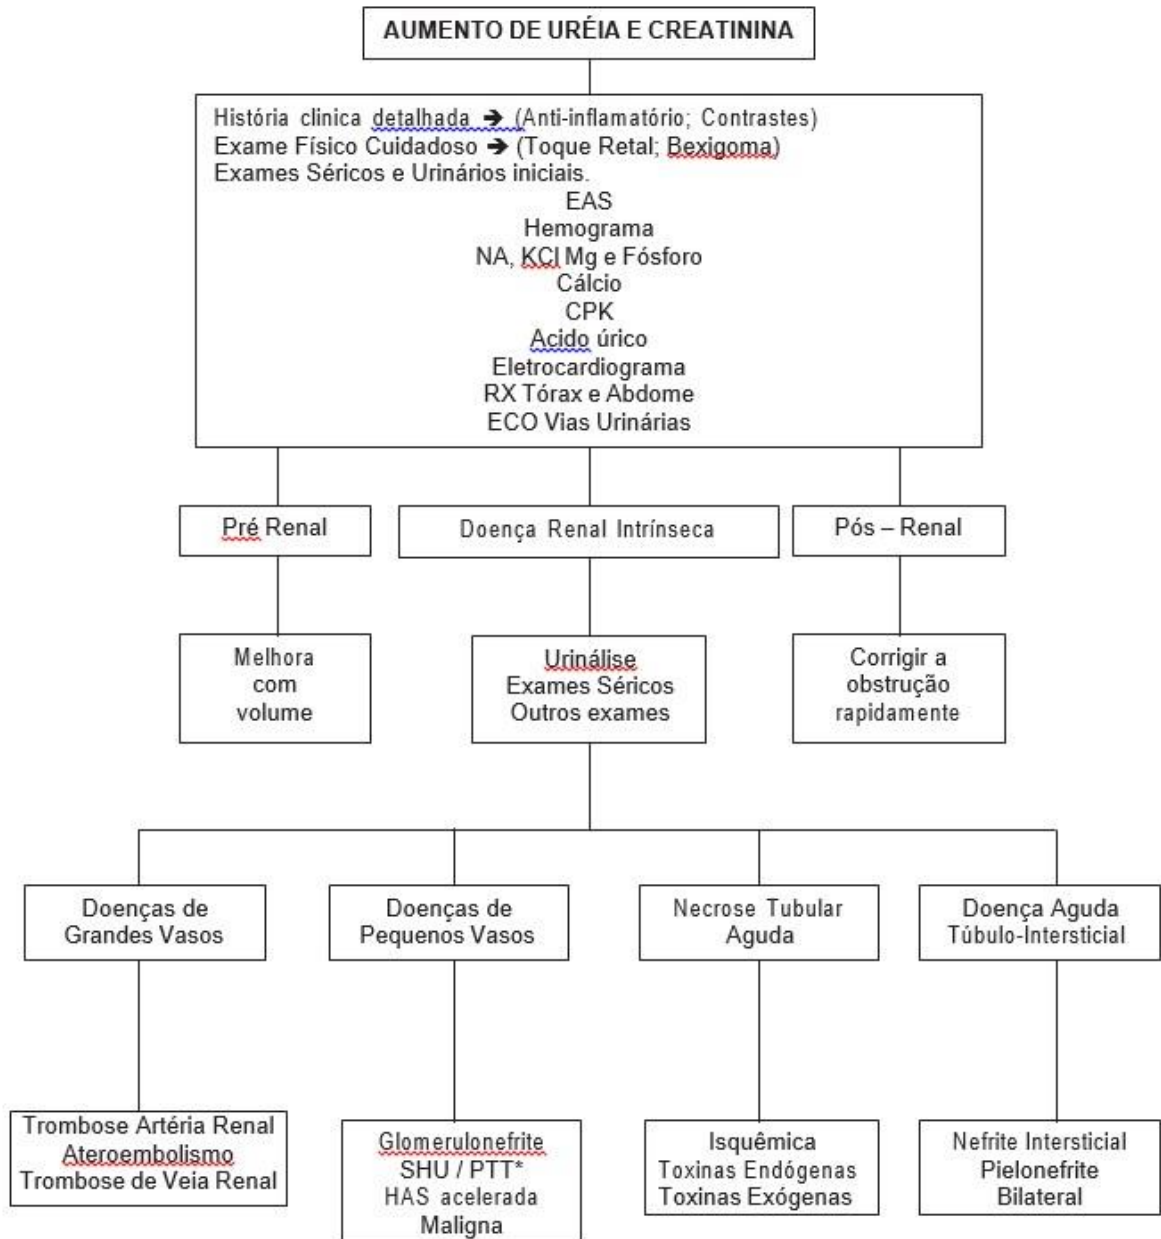 AUMENTO DE URÉIA E CREATININA
História clinica detalhada ➔ (Anti-inflamatório; Contrastes)
Exame Físico Cuidadoso ➔ (Toque Retal; Bexigoma)
Exames Séricos e Urinários iniciais.
EAS
Hemograma
NA, KCl Mg e Fósforo
Cálcio
CPK
Acido úrico
Eletrocardiograma
RX Tórax e Abdome
ECO Vias Urinárias
Pré Renal
Doença Renal Intrínseca
Pós – Renal
Melhora
com
volume
Urinálise
Exames Séricos
Outros exames
Corrigir a
obstrução
rapidamente
Doenças de
Grandes Vasos
Doenças de
Pequenos Vasos
Necrose Tubular
Aguda
Doença Aguda
Túbulo-Intersticial
Trombose Artéria Renal
Ateroembolismo
Trombose de Veia Renal
Glomerulonefrite
SHU / PTT*
HAS acelerada
Maligna
Isquêmica
Toxinas Endógenas
Toxinas Exógenas
Nefrite Intersticial
Pielonefrite
Bilateral